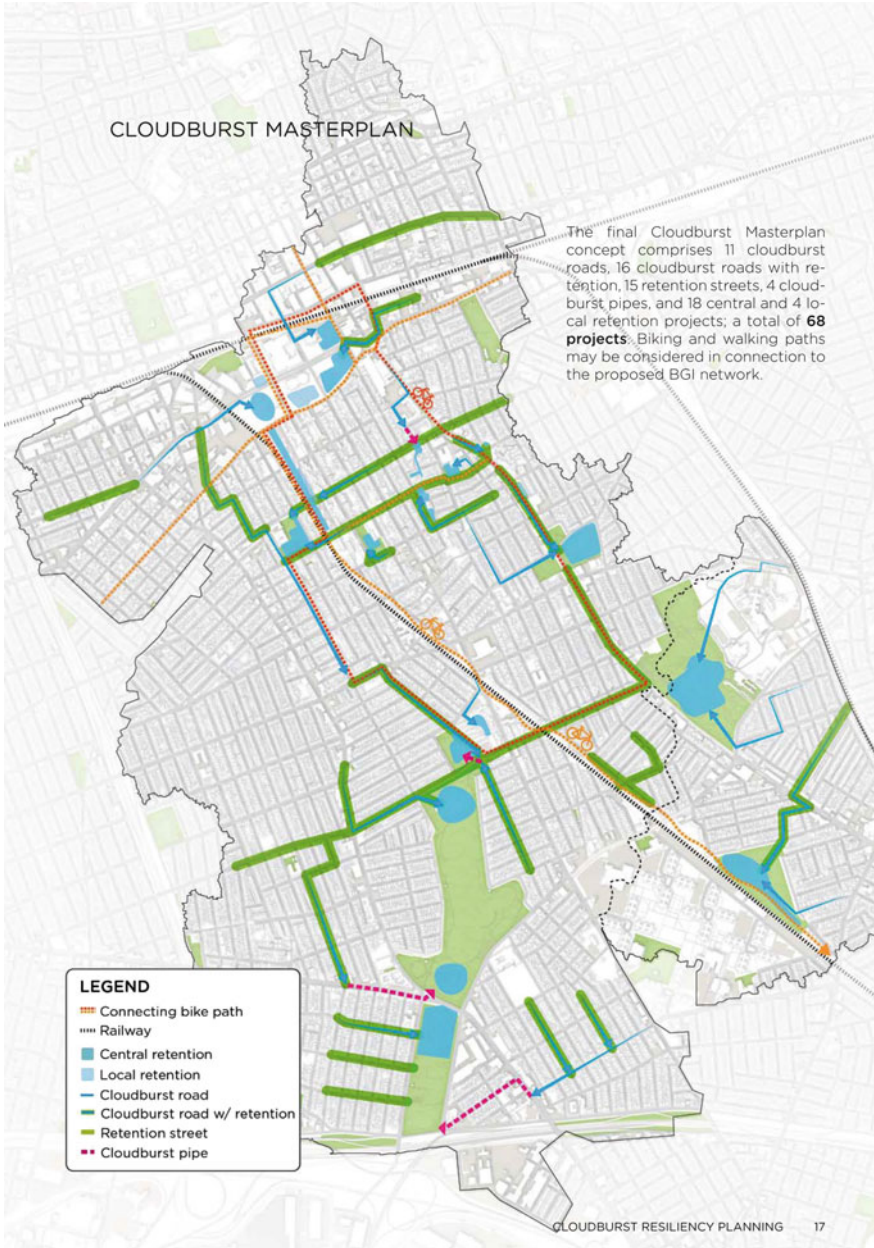 CLOUDBURST MASTERPLAN
The final Cloudburst Masterplan
concept comprises 11 cloudburst
roads, 16 cloudburst roads with re-
tention, 15 retention streets, 4 cloud-
burst pipes, and 18 central and 4 lo-
cal retention projects; a total of 68
projects. Biking and walking paths
may be considered in connection to
the proposed BGI network.
LEGEND
Connecting bike path
Railway
Central retention
Local retention
Cloudburst road
Cloudburst road w/ retention
Retention street
Cloudburst pipe
CLOUDBURST RESILIENCY PLANNING 17